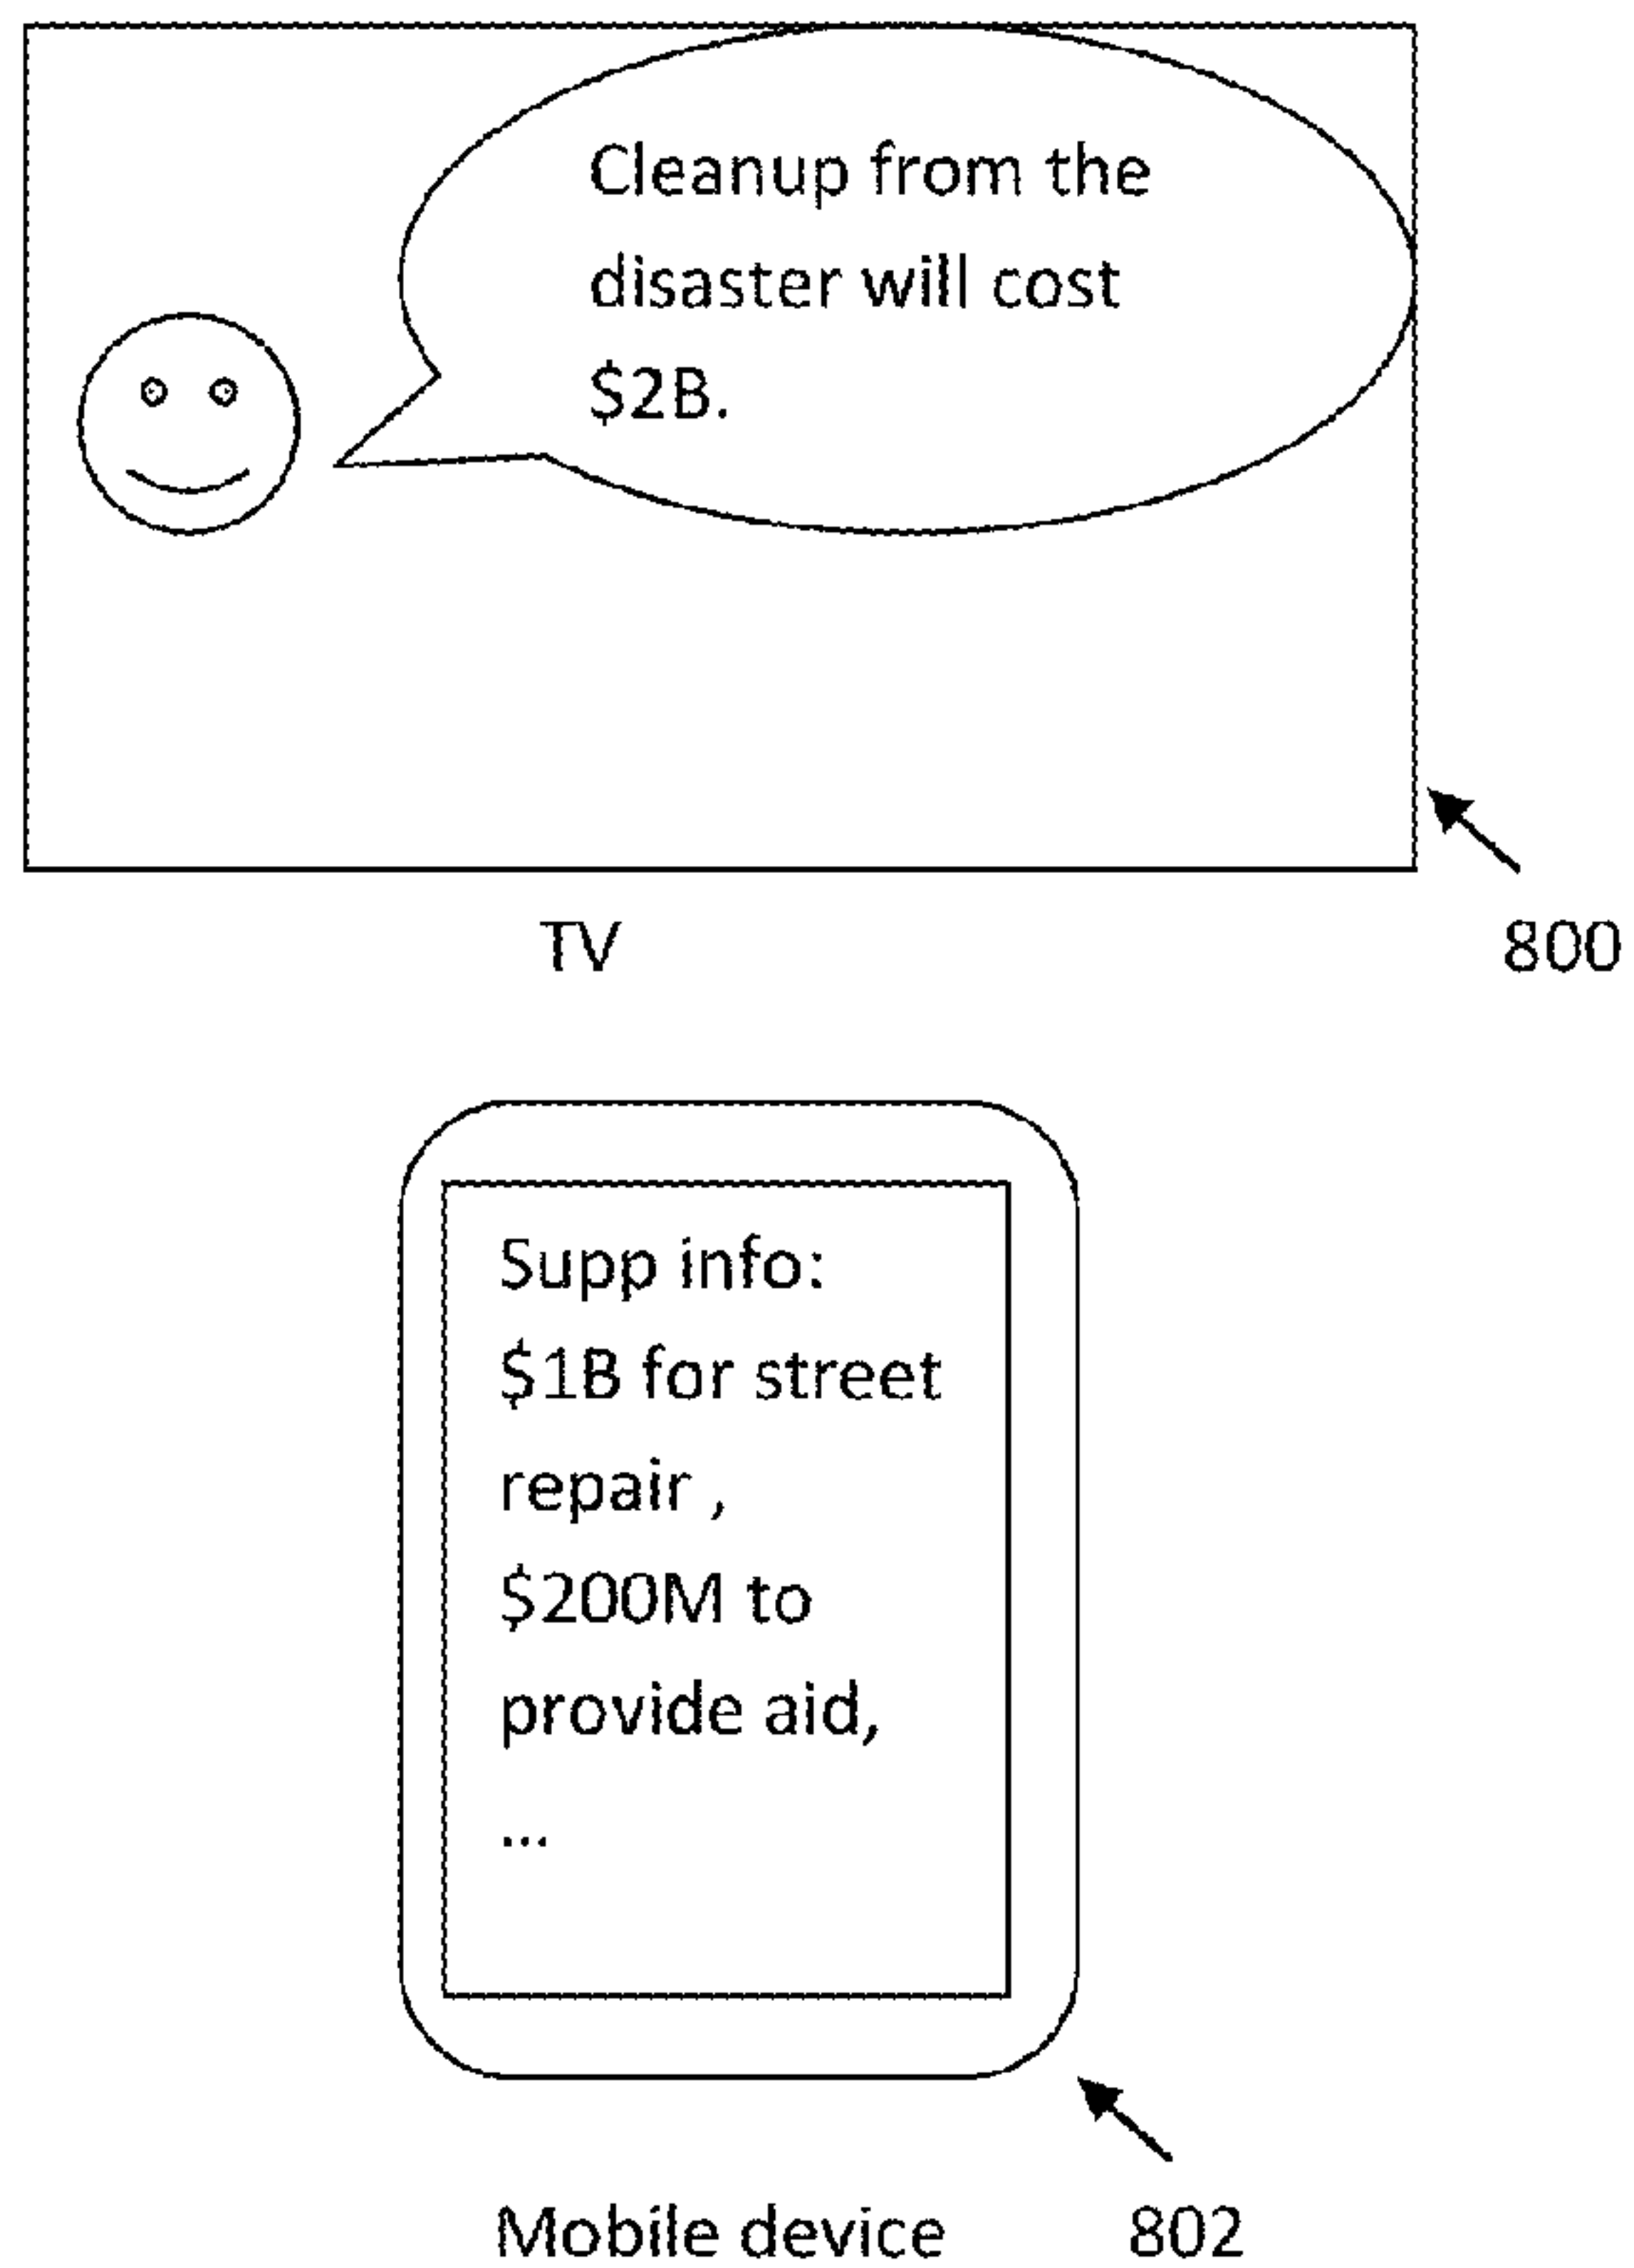 Cleanup from the
disaster will cost
$2B.
TV
800
Supp info:
$1B for street
repair ,
$200M to
provide aid,
...
Mobile device
802